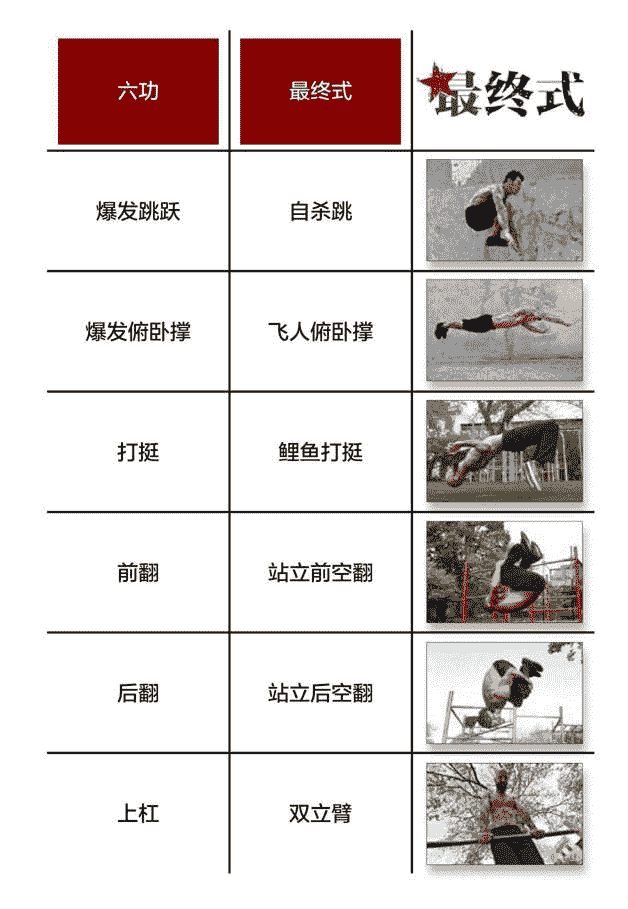 六功 最终式 最终式
爆发跳跃 自杀跳
爆发俯卧撑 飞人俯卧撑
打挺 鲤鱼打挺
前翻 站立前空翻
后翻 站立后空翻
上杠 双立臂